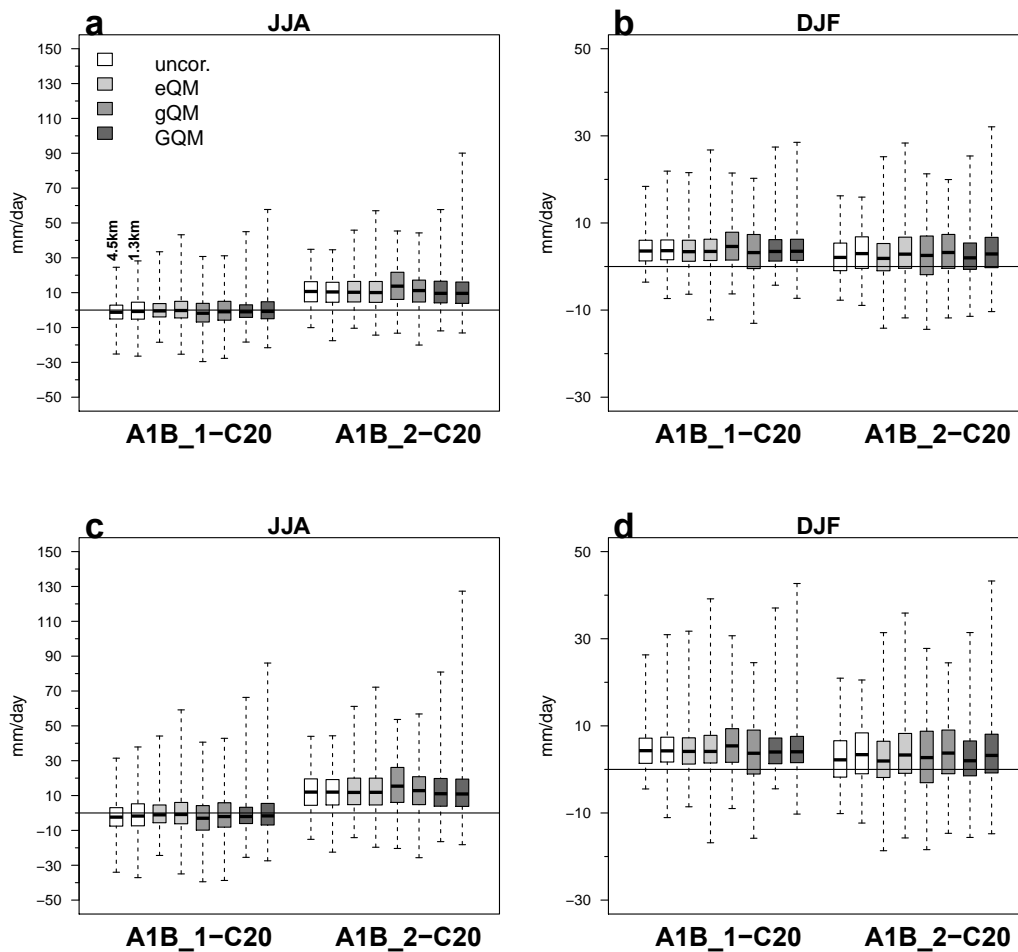 a
JJA
150
130
110
90
70
50
30
10
−10
−30
−50
mm/day
uncor.
eQM
gQM
GQM
4.5km
1.3km
A1B_1−C20
A1B_2−C20
b
DJF
50
30
10
−10
−30
mm/day
A1B_1−C20
A1B_2−C20
c
JJA
150
130
110
90
70
50
30
10
−10
−30
−50
mm/day
A1B_1−C20
A1B_2−C20
d
DJF
50
30
10
−10
−30
mm/day
A1B_1−C20
A1B_2−C20